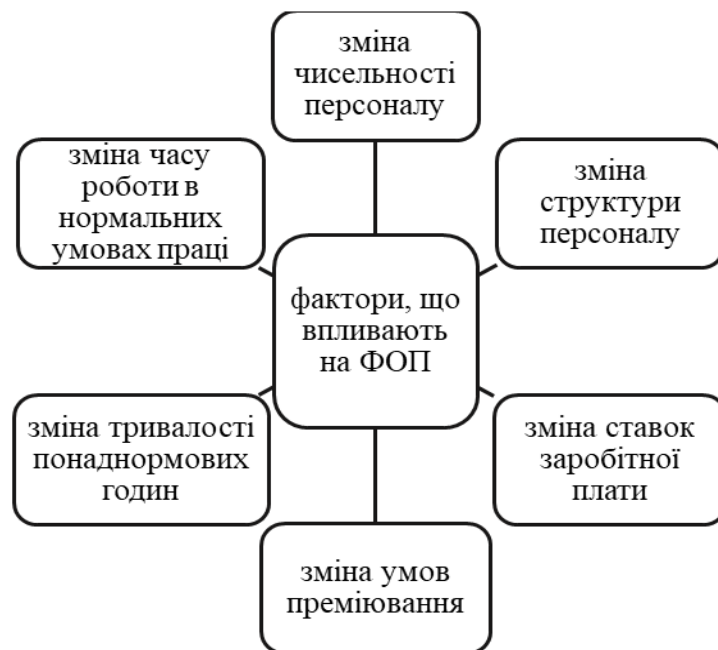 зміна
чисельності
персоналу
зміна часу
роботи в
нормальних
умовах праці
зміна
структури
персоналу
фактори, що
впливають
на ФОП
зміна тривалості
понаднормових
годин
зміна ставок
заробітної
плати
зміна умов
преміювання